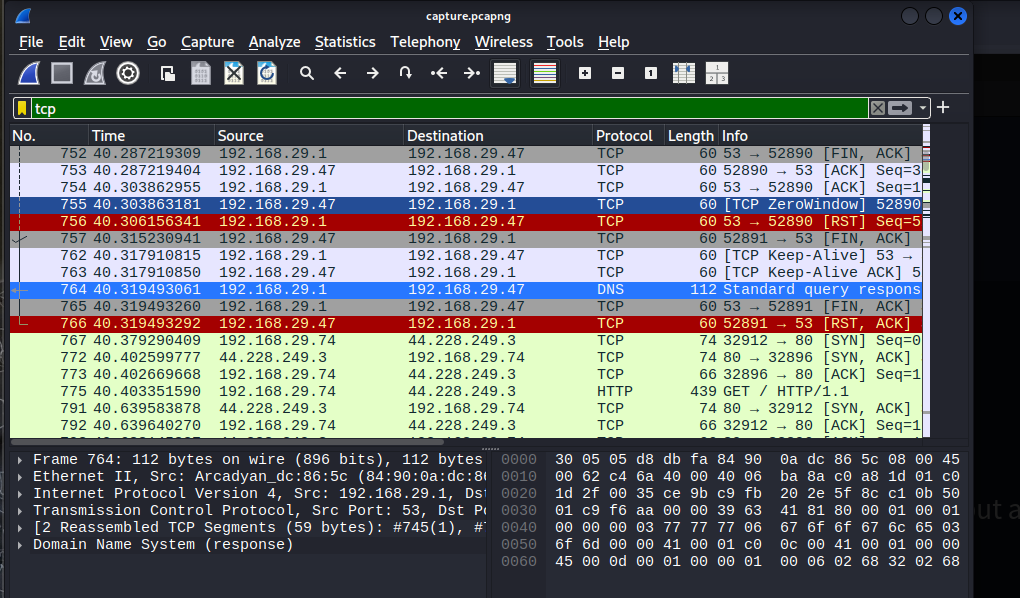 capture.pcapng
File Edit View Go Capture Analyze Statistics Telephony Wireless Tools Help
tcp
No. Time Source Destination Protocol Length Info
752 40.287219309 192.168.29.1 192.168.29.47 TCP 60 53 → 52890 [FIN, ACK]
753 40.287219404 192.168.29.47 192.168.29.1 TCP 60 52890 → 53 [ACK] Seq=3
754 40.303862955 192.168.29.1 192.168.29.47 TCP 60 53 → 52890 [ACK] Seq=1
755 40.303863181 192.168.29.47 192.168.29.1 TCP 60 [TCP ZeroWindow] 52890
756 40.306156341 192.168.29.1 192.168.29.47 TCP 60 53 → 52890 [RST] Seq=5
757 40.315230941 192.168.29.47 192.168.29.1 TCP 60 52891 → 53 [FIN, ACK]
762 40.317910815 192.168.29.1 192.168.29.47 TCP 60 [TCP Keep-Alive] 53 →
763 40.317910850 192.168.29.47 192.168.29.1 TCP 60 [TCP Keep-Alive ACK] 5
764 40.319493061 192.168.29.1 192.168.29.47 DNS 112 Standard query respons
765 40.319493260 192.168.29.1 192.168.29.47 TCP 60 53 → 52891 [FIN, ACK]
766 40.319493292 192.168.29.47 192.168.29.1 TCP 60 52891 → 53 [RST, ACK]
767 40.379290409 192.168.29.74 44.228.249.3 TCP 74 32912 → 80 [SYN] Seq=0
772 40.402599777 44.228.249.3 192.168.29.74 TCP 74 80 → 32896 [SYN, ACK]
773 40.402669668 192.168.29.74 44.228.249.3 TCP 66 32896 → 80 [ACK] Seq=1
775 40.403351590 192.168.29.74 44.228.249.3 HTTP 439 GET / HTTP/1.1
791 40.639583878 44.228.249.3 192.168.29.74 TCP 74 80 → 32912 [SYN, ACK]
792 40.639640270 192.168.29.74 44.228.249.3 TCP 66 32912 → 80 [ACK] Seq=1
Frame 764: 112 bytes on wire (896 bits), 112 bytes
Ethernet II, Src: Arcadyan_dc:86:5c (84:90:0a:dc:86
Internet Protocol Version 4, Src: 192.168.29.1, Dst
Transmission Control Protocol, Src Port: 53, Dst Po
[2 Reassembled TCP Segments (59 bytes): #745(1), #7
Domain Name System (response)
0000 30 05 05 d8 db fa 84 90 0a dc 86 5c 08 00 45
0010 00 62 c4 6a 40 00 40 06 ba 8a c0 a8 1d 01 c0
0020 1d 2f 00 35 ce 9b c9 fb 20 2e 5f 8c c1 0b 50
0030 01 c9 f6 aa 00 00 39 63 41 81 80 00 01 00 01
0040 00 00 00 03 77 77 77 06 67 6f 6f 67 6c 65 03
0050 6f 6d 00 00 41 00 01 c0 0c 00 41 00 01 00 00
0060 45 00 0d 00 01 00 00 01 00 06 02 68 32 02 68